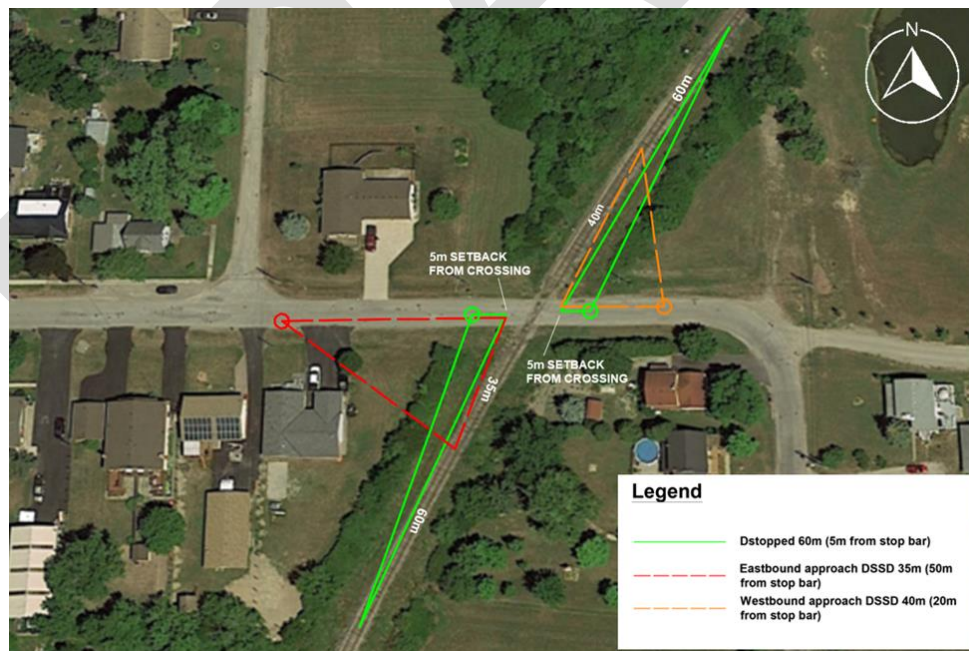 N
60m
40m
5m SETBACK
FROM CROSSING
35m
5m SETBACK
FROM CROSSING
60m
Legend
Dstopped 60m (5m from stop bar)
Eastbound approach DSSD 35m (50m
from stop bar)
Westbound approach DSSD 40m (20m
from stop bar)